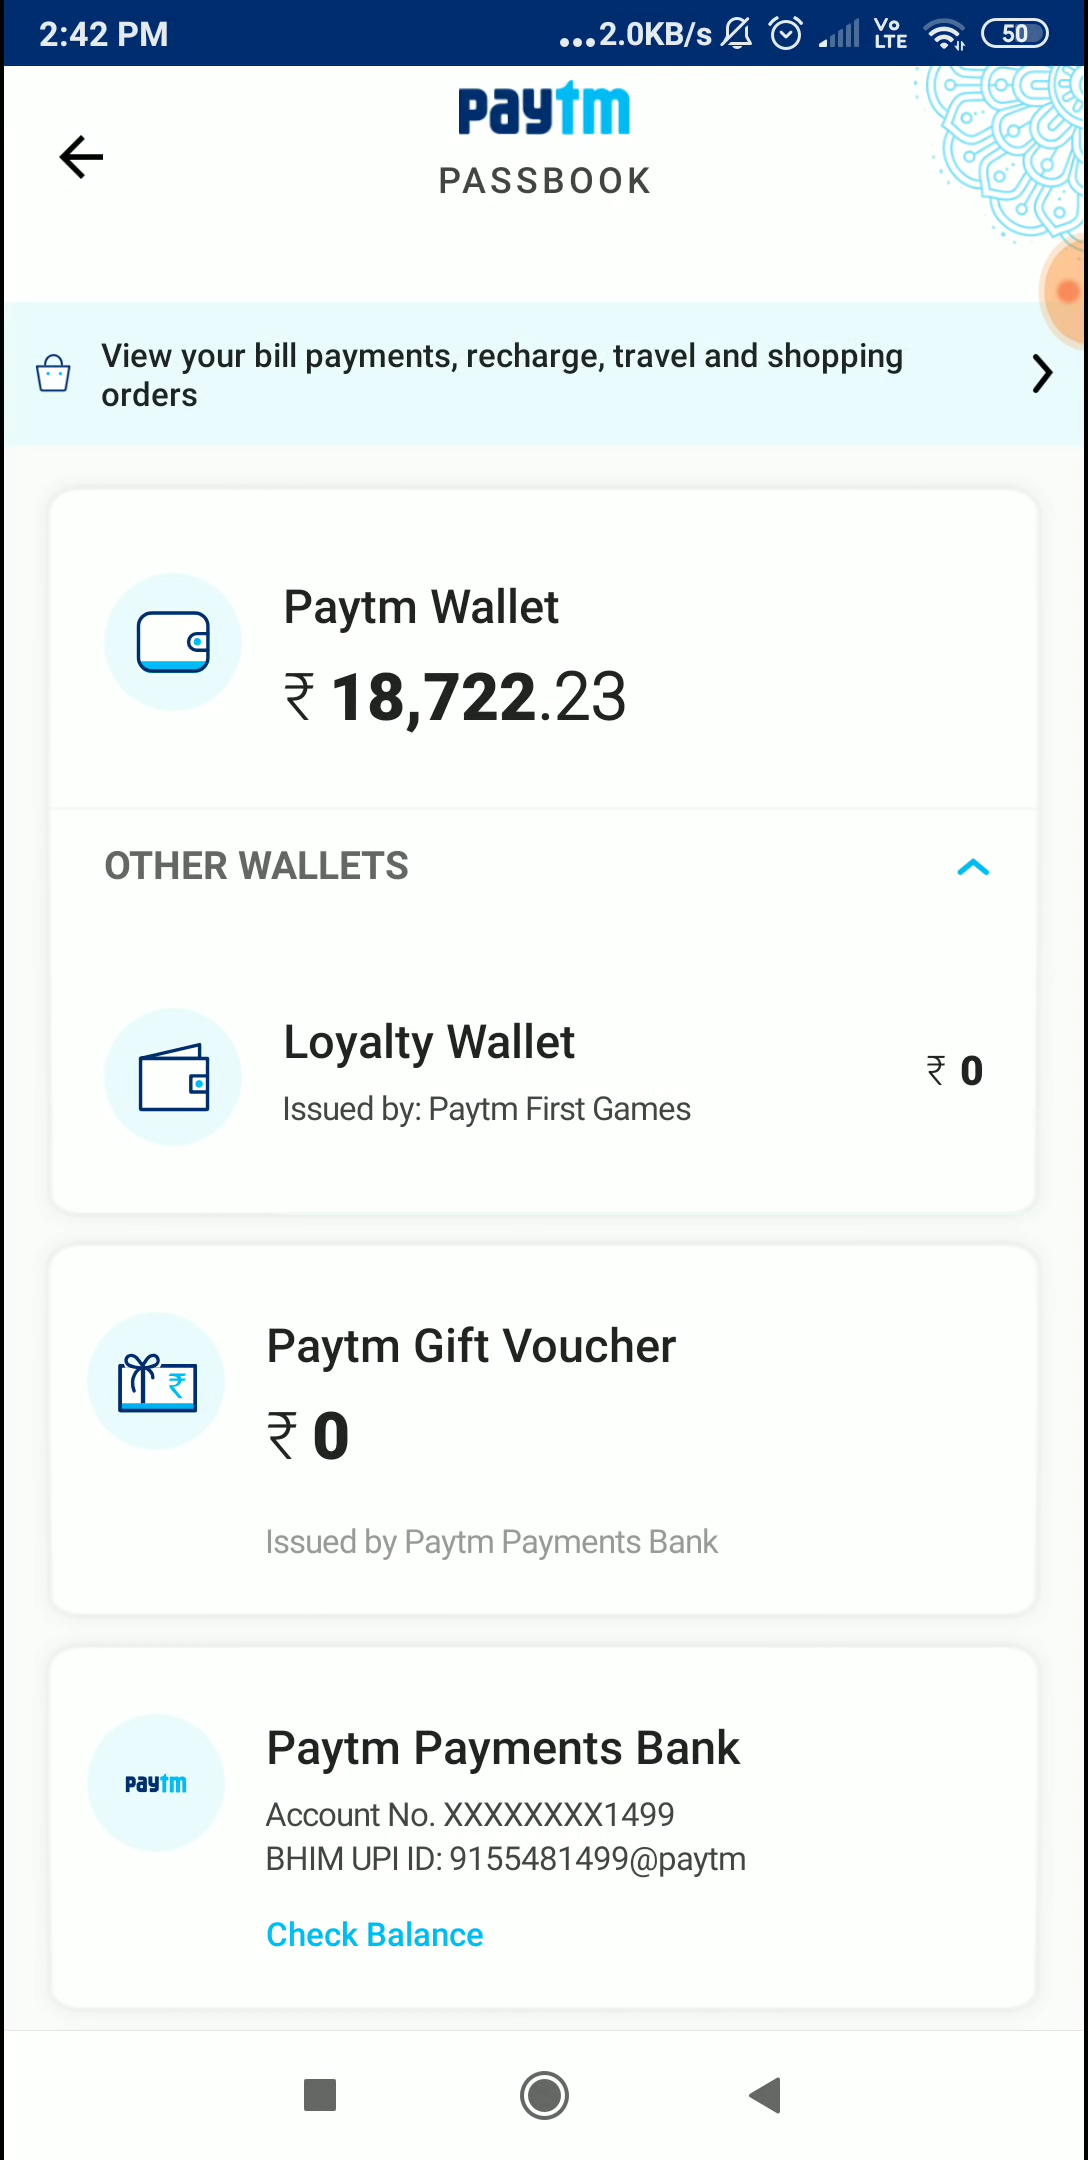 2:42 PM
...2.0KB/s Vo LTE 50
paytm
PASSBOOK
View your bill payments, recharge, travel and shopping
orders
Paytm Wallet
₹ 18,722.23
OTHER WALLETS
Loyalty Wallet
₹ 0
Issued by: Paytm First Games
Paytm Gift Voucher
₹
₹ 0
Issued by Paytm Payments Bank
Paytm Payments Bank
paytm
Account No. XXXXXXXX1499
BHIM UPI ID: 9155481499@paytm
Check Balance